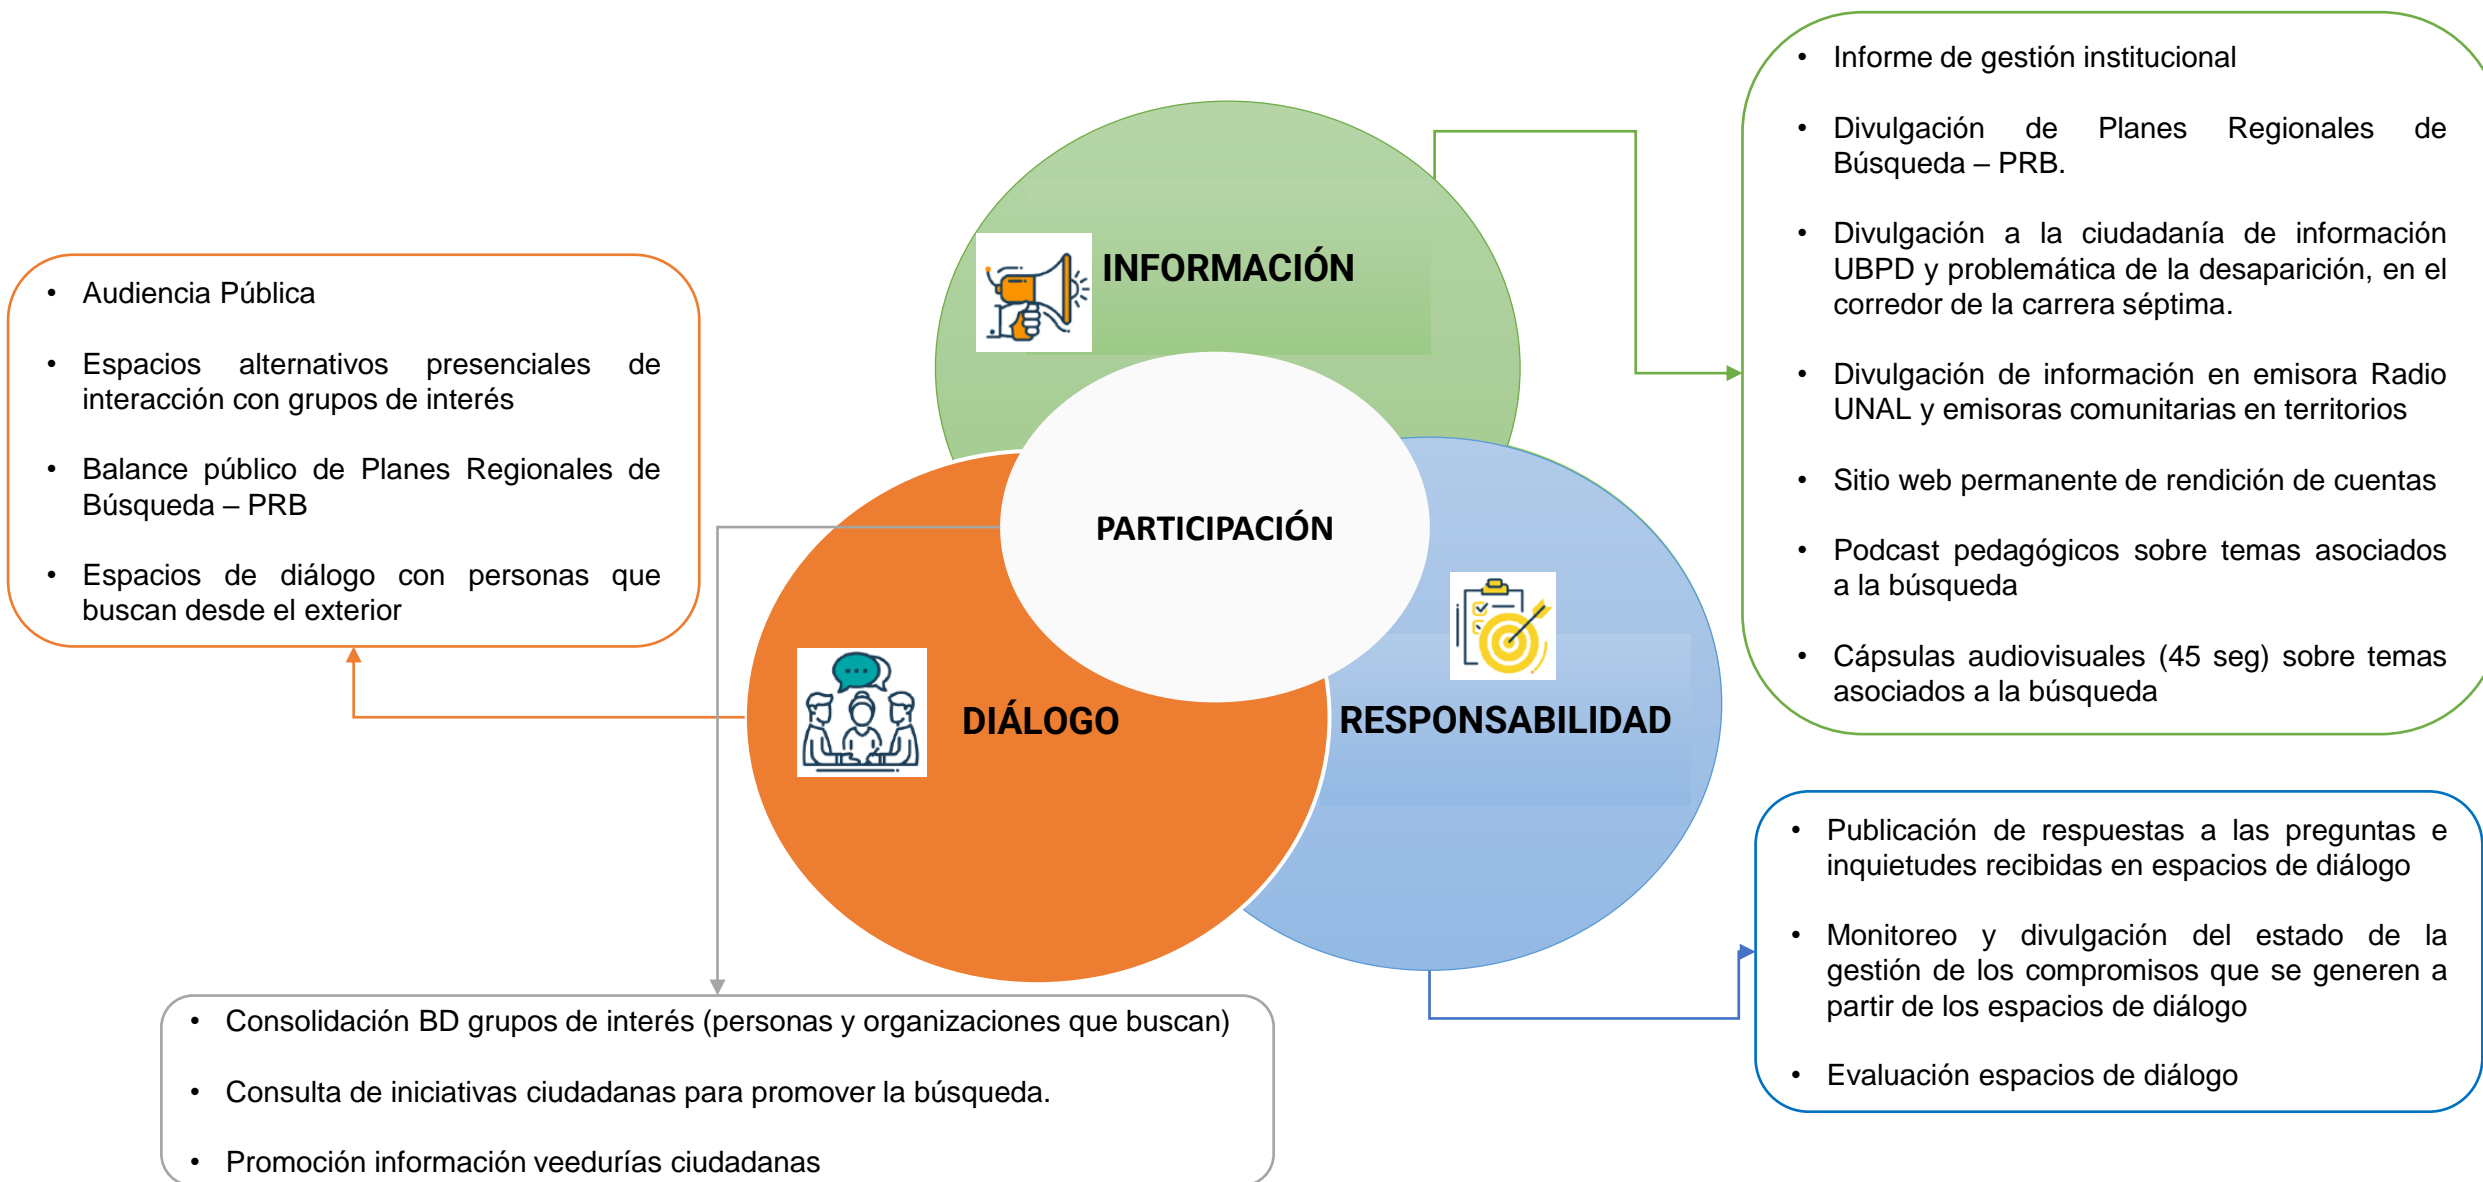 INFORMACIÓN
PARTICIPACIÓN
DIÁLOGO
RESPONSABILIDAD
• Audiencia Pública
• Espacios alternativos presenciales de
interacción con grupos de interés
• Balance público de Planes Regionales de
Búsqueda – PRB
• Espacios de diálogo con personas que
buscan desde el exterior
• Informe de gestión institucional
• Divulgación de Planes Regionales de
Búsqueda – PRB.
• Divulgación a la ciudadanía de información
UBPD y problemática de la desaparición, en el
corredor de la carrera séptima.
• Divulgación de información en emisora Radio
UNAL y emisoras comunitarias en territorios
• Sitio web permanente de rendición de cuentas
• Podcast pedagógicos sobre temas asociados
a la búsqueda
• Cápsulas audiovisuales (45 seg) sobre temas
asociados a la búsqueda
• Publicación de respuestas a las preguntas e
inquietudes recibidas en espacios de diálogo
• Monitoreo y divulgación del estado de la
gestión de los compromisos que se generen a
partir de los espacios de diálogo
• Evaluación espacios de diálogo
• Consolidación BD grupos de interés (personas y organizaciones que buscan)
• Consulta de iniciativas ciudadanas para promover la búsqueda.
• Promoción información veedurías ciudadanas